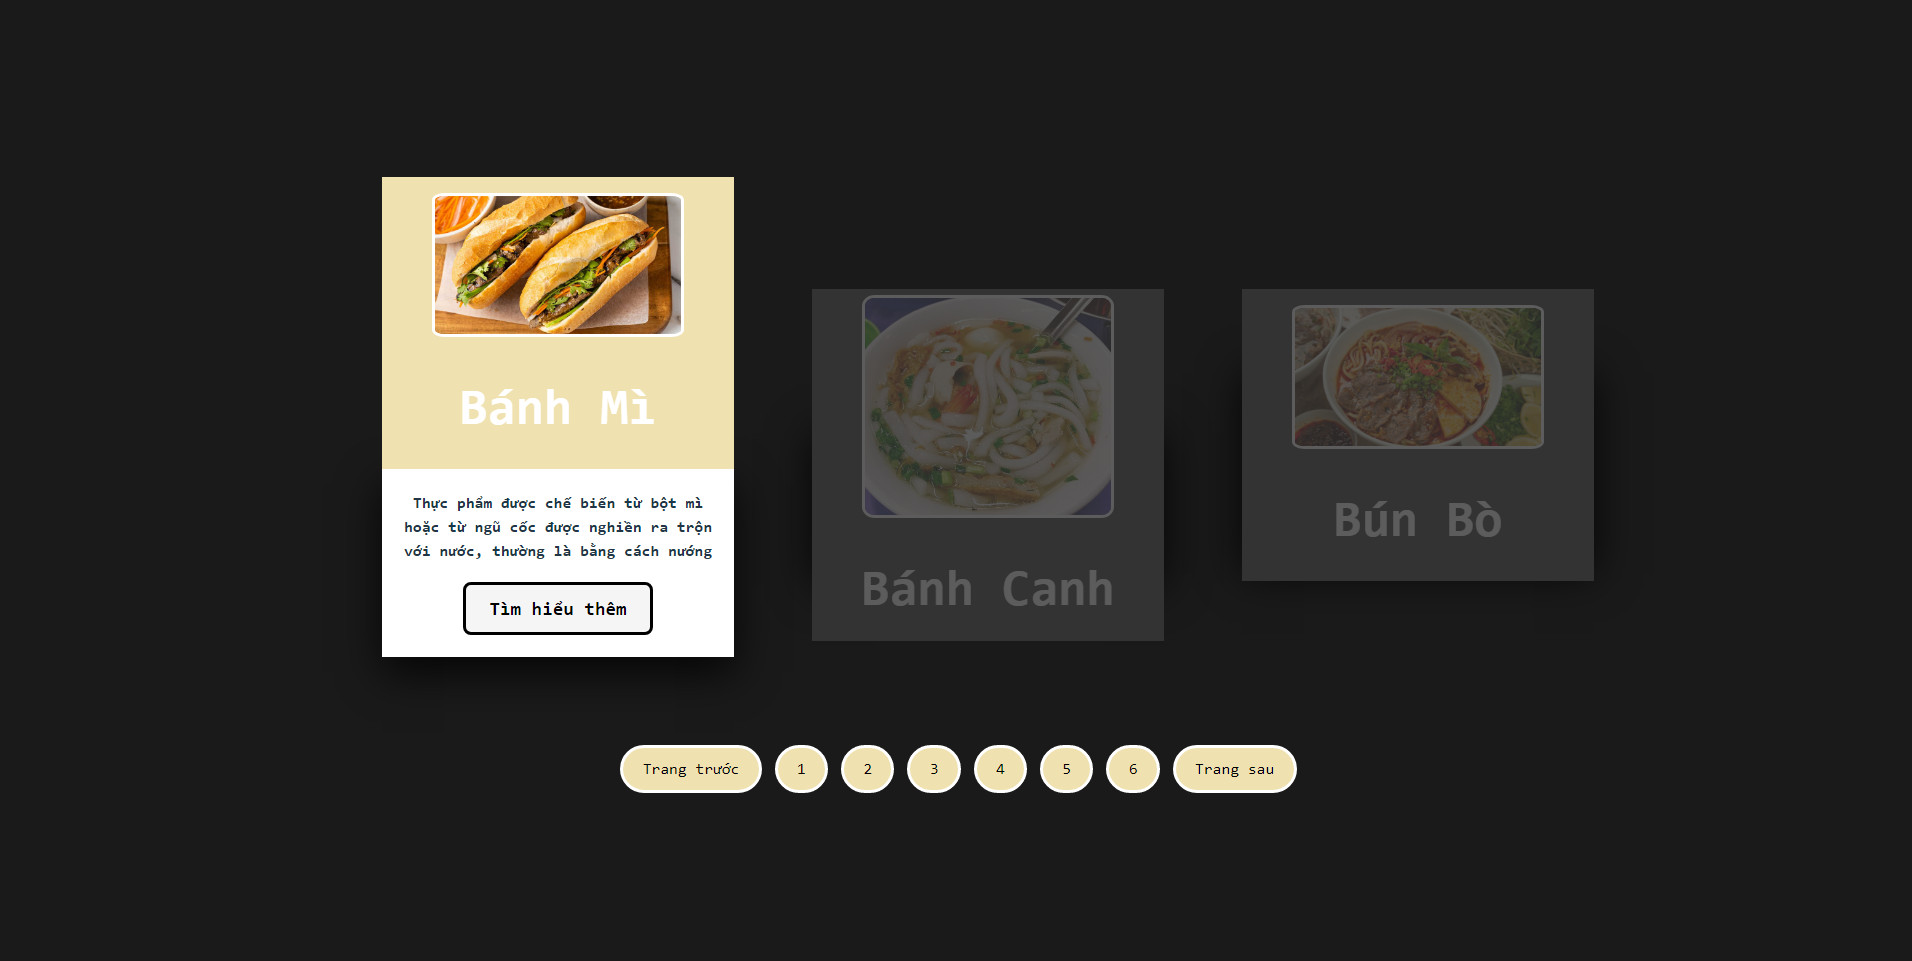 Bánh Mì
Thực phẩm được chế biến từ bột mì
hoặc từ ngũ cốc được nghiền ra trộn
với nước, thường là bằng cách nướng
Tìm hiểu thêm
Bánh Canh
Bún Bò
Trang trước 1 2 3 4 5 6 Trang sau